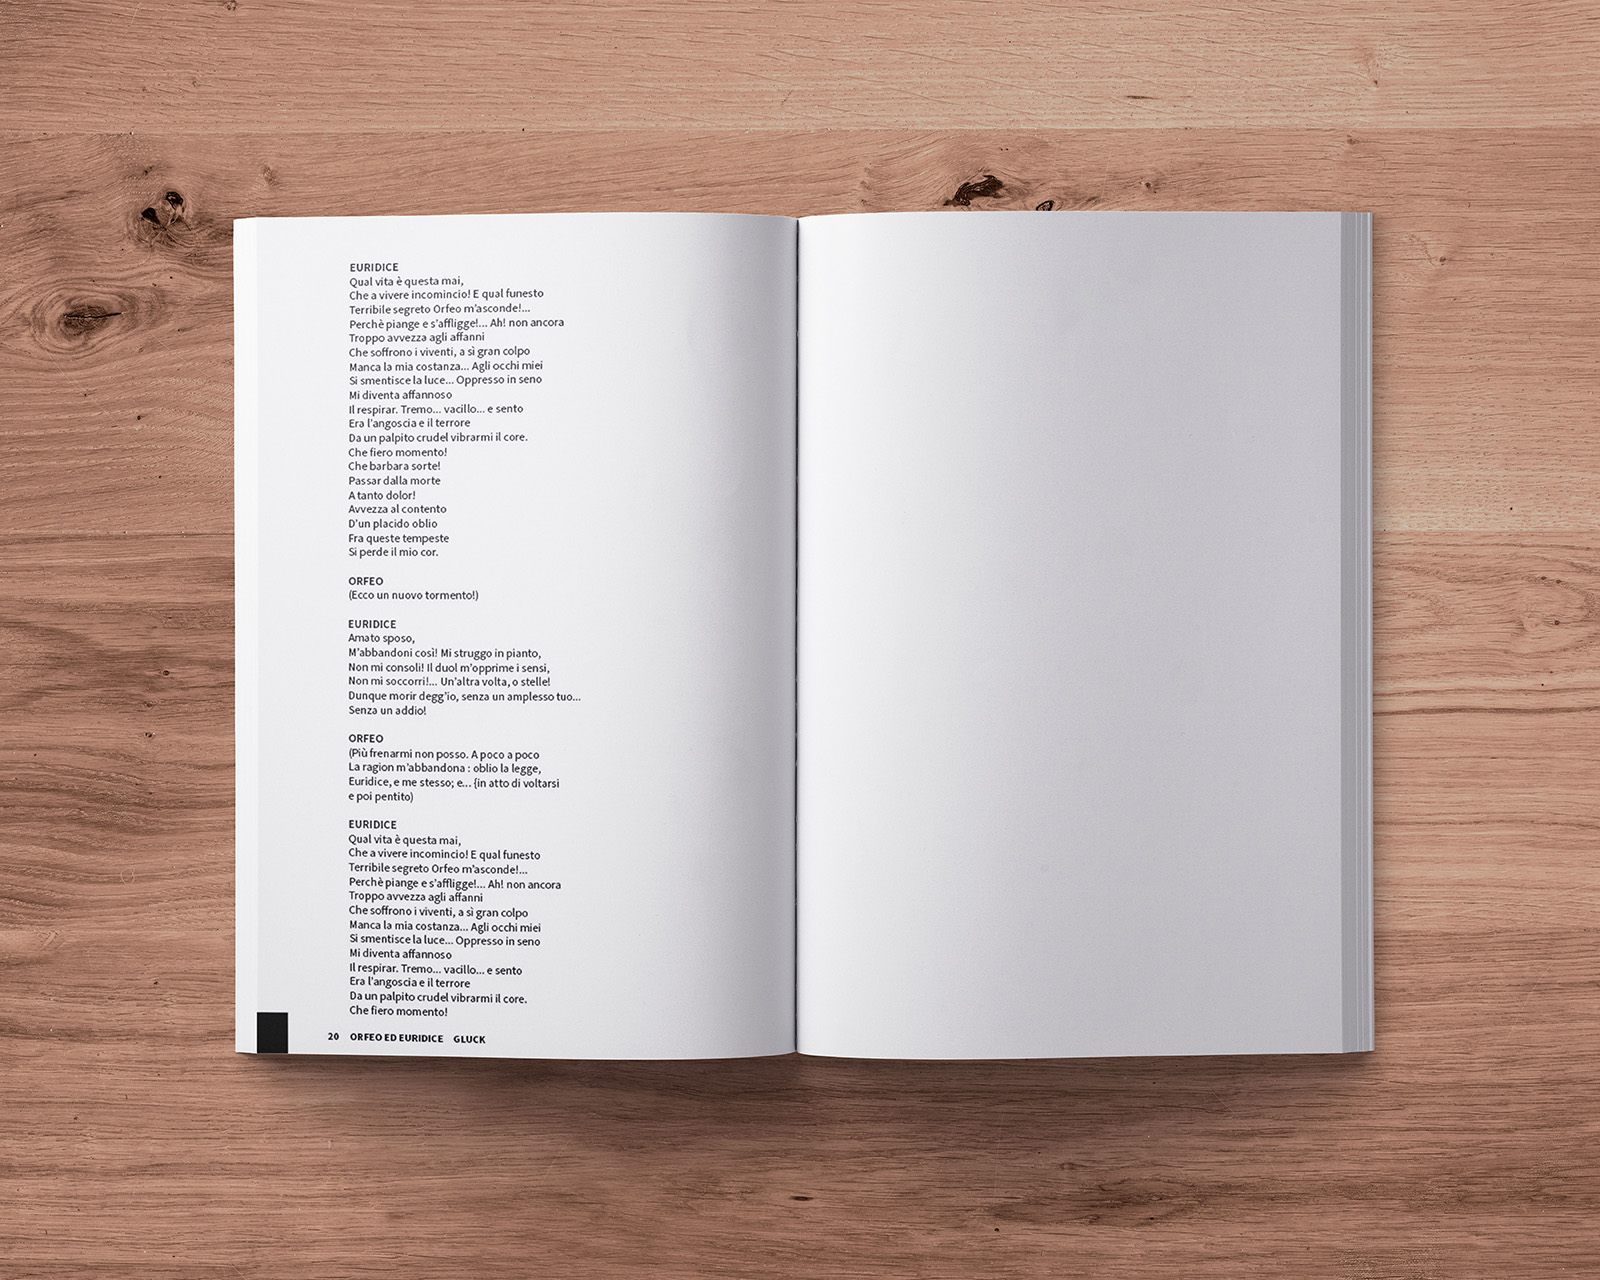 EURIDICE
Qual vita è questa mai,
Che a vivere incomincio! E qual funesto
Terribile segreto Orfeo m'asconde!...
Perchè piange e s'affligge!... Ah! non ancora
Troppo avvezza agli affanni
Che soffrono i viventi, a sì gran colpo
Manca la mia costanza... Agli occhi miei
Si smentisce la luce... Oppresso in seno
Mi diventa affannoso
Il respirar. Tremo... vacillo... e sento
Era l'angoscia e il terrore
Da un palpito crudel vibrarmi il core.
Che fiero momento!
Che barbara sorte!
Passar dalla morte
A tanto dolor!
Avvezza al contento
D'un placido oblio
Fra queste tempeste
Si perde il mio cor.
ORFEO
(Ecco un nuovo tormento!)
EURIDICE
Amato sposo,
M'abbandoni così! Mi struggo in pianto,
Non mi consoli! Il duol m'opprime i sensi,
Non mi soccorri!... Un'altra volta, o stelle!
Dunque morir degg'io, senza un amplesso tuo...
Senza un addio!
ORFEO
(Più frenarmi non posso. A poco a poco
La ragion m'abbandona : oblio la legge,
Euridice, e me stesso; e... {in atto di voltarsi
e poi pentito)
EURIDICE
Qual vita è questa mai,
Che a vivere incomincio! E qual funesto
Terribile segreto Orfeo m'asconde!...
Perchè piange e s'affligge!... Ah! non ancora
Troppo avvezza agli affanni
Che soffrono i viventi, a sì gran colpo
Manca la mia costanza... Agli occhi miei
Si smentisce la luce... Oppresso in seno
Mi diventa affannoso
Il respirar. Tremo... vacillo... e sento
Era l'angoscia e il terrore
Da un palpito crudel vibrarmi il core.
Che fiero momento!
20 ORFEO ED EURIDICE GLUCK